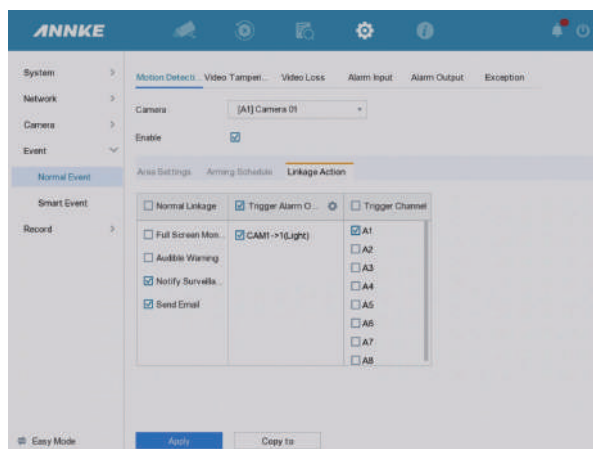 ANNKE
System
Network
Camera
Event
Normal Event
Smart Event
Record
Easy Mode
Motion Detecti... Video Tamperi... Video Loss Alarm Input Alarm Output Exception
Camera [A1] Camera 01
Enable
Area Settings Arming Schedule Linkage Action
Normal Linkage Trigger Alarm O... Trigger Channel
Full Screen Mon... CAM1->1(Light) A1
Audible Warning A2
Notify Surveilla... A3
Send Email A4
A5
A6
A7
A8
Apply Copy to